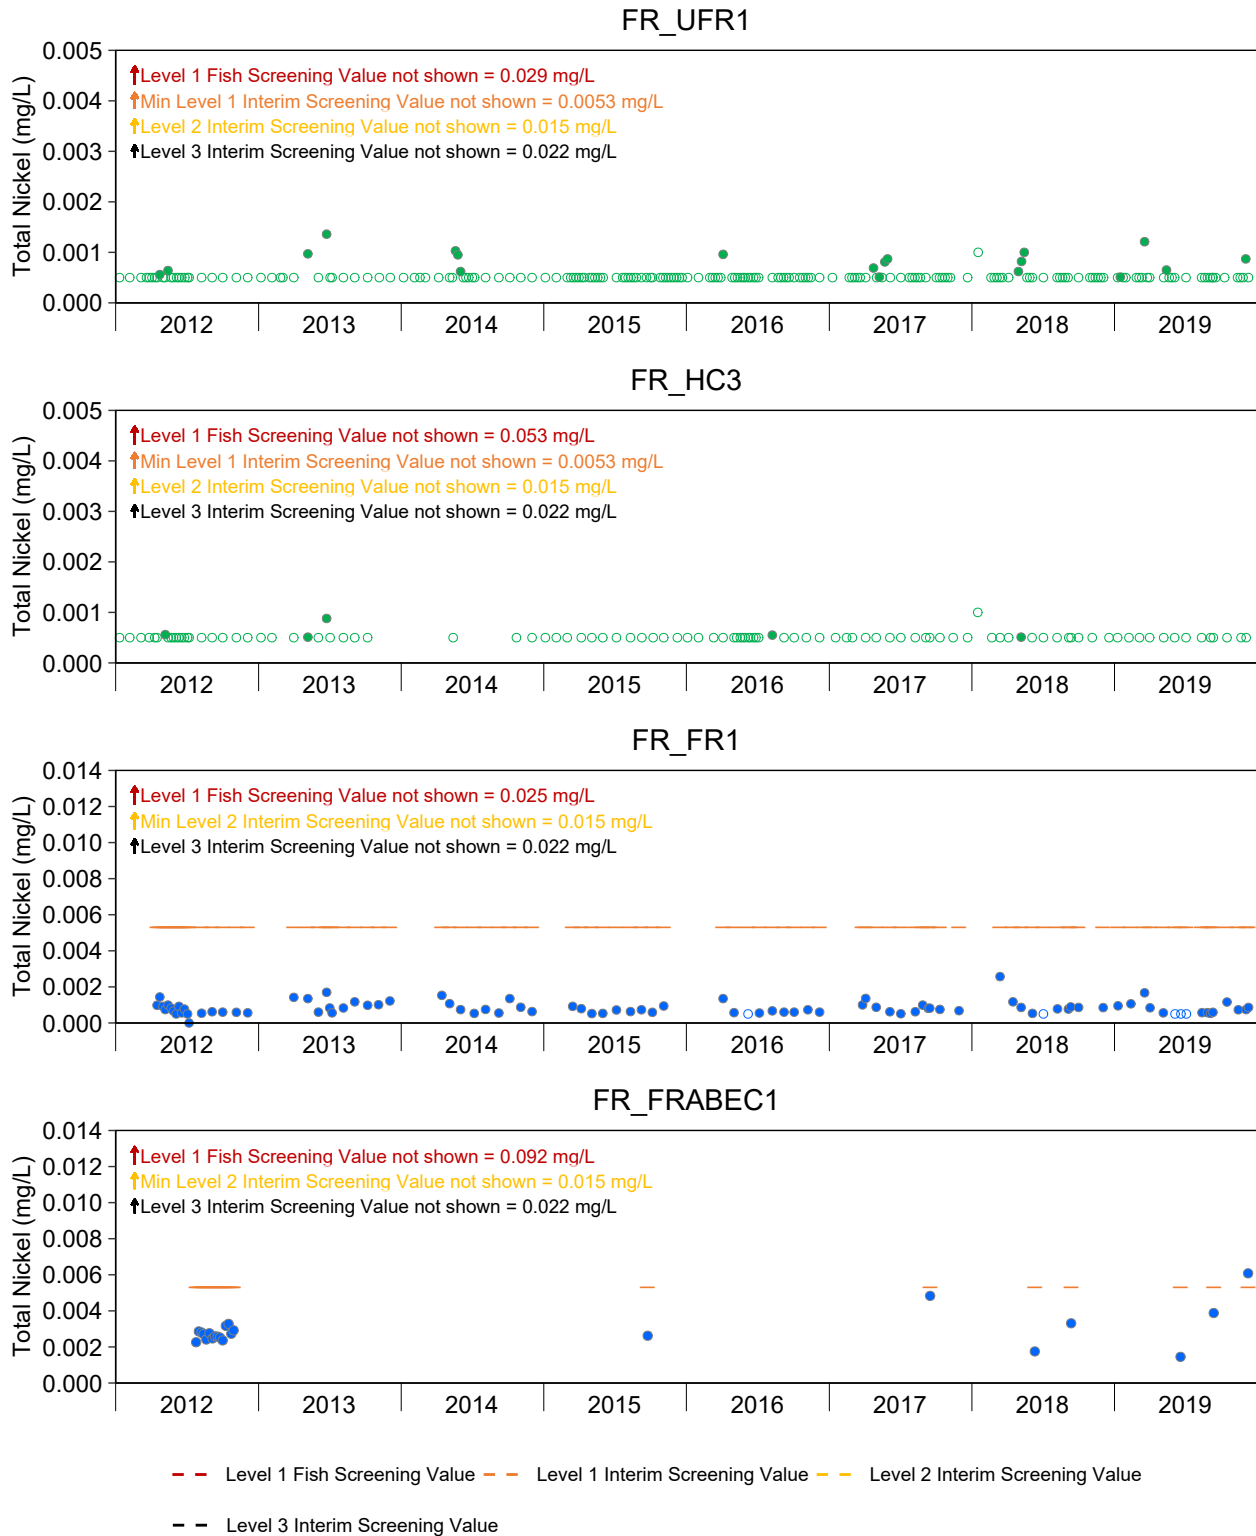 FR_UFR1
Total Nickel (mg/L)
0.005
0.004
0.003
0.002
0.001
0.000
Level 1 Fish Screening Value not shown = 0.029 mg/L
Min Level 1 Interim Screening Value not shown = 0.0053 mg/L
Level 2 Interim Screening Value not shown = 0.015 mg/L
Level 3 Interim Screening Value not shown = 0.022 mg/L
2012 2013 2014 2015 2016 2017 2018 2019
FR_HC3
Total Nickel (mg/L)
0.005
0.004
0.003
0.002
0.001
0.000
Level 1 Fish Screening Value not shown = 0.053 mg/L
Min Level 1 Interim Screening Value not shown = 0.0053 mg/L
Level 2 Interim Screening Value not shown = 0.015 mg/L
Level 3 Interim Screening Value not shown = 0.022 mg/L
2012 2013 2014 2015 2016 2017 2018 2019
FR_FR1
Total Nickel (mg/L)
0.014
0.012
0.010
0.008
0.006
0.004
0.002
0.000
Level 1 Fish Screening Value not shown = 0.025 mg/L
Min Level 2 Interim Screening Value not shown = 0.015 mg/L
Level 3 Interim Screening Value not shown = 0.022 mg/L
2012 2013 2014 2015 2016 2017 2018 2019
FR_FRABEC1
Total Nickel (mg/L)
0.014
0.012
0.010
0.008
0.006
0.004
0.002
0.000
Level 1 Fish Screening Value not shown = 0.092 mg/L
Min Level 2 Interim Screening Value not shown = 0.015 mg/L
Level 3 Interim Screening Value not shown = 0.022 mg/L
2012 2013 2014 2015 2016 2017 2018 2019
Level 1 Fish Screening Value Level 1 Interim Screening Value Level 2 Interim Screening Value
Level 3 Interim Screening Value